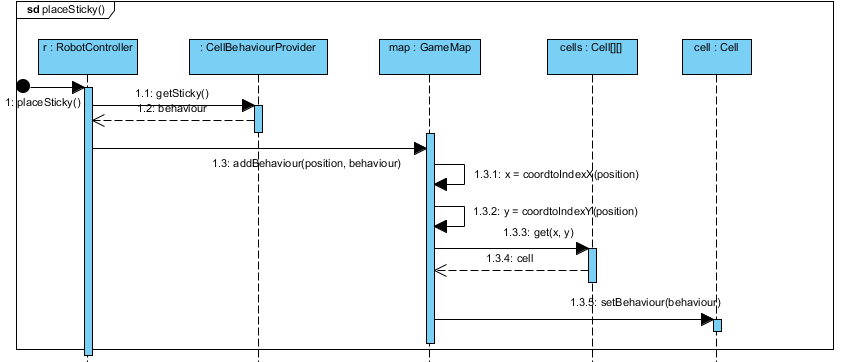 sd placeSticky()
r : RobotController
: CellBehaviourProvider
map : GameMap
cells : Cell[][]
cell : Cell
1: placeSticky()
1.1: getSticky()
1.2: behaviour
1.3: addBehaviour(position, behaviour)
1.3.1: x = coordtoIndexX(position)
1.3.2: y = coordtoIndexY(position)
1.3.3: get(x, y)
1.3.4: cell
1.3.5: setBehaviour(behaviour)